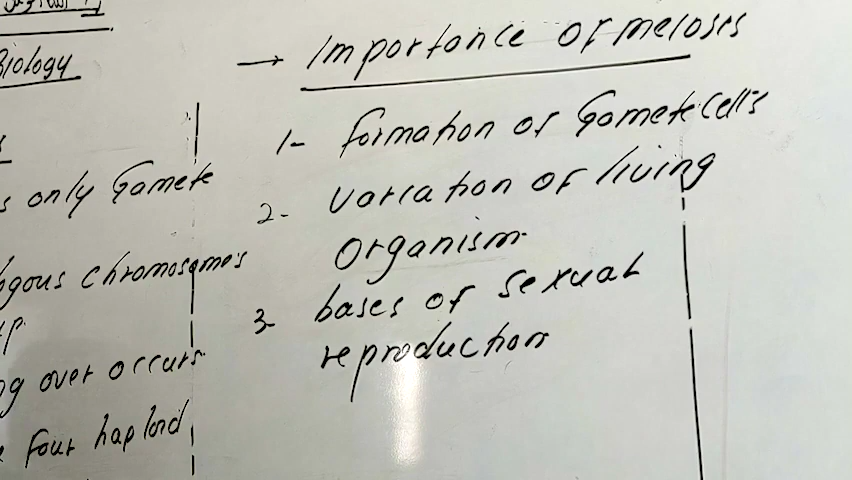 Biology
s only Gamete
gous chromosomes
g over occurs.
four haploid
→ Importance of meiosis
1- formation of Gamete cells
2- variation of living
organism.
3- bases of sexual
reproduction